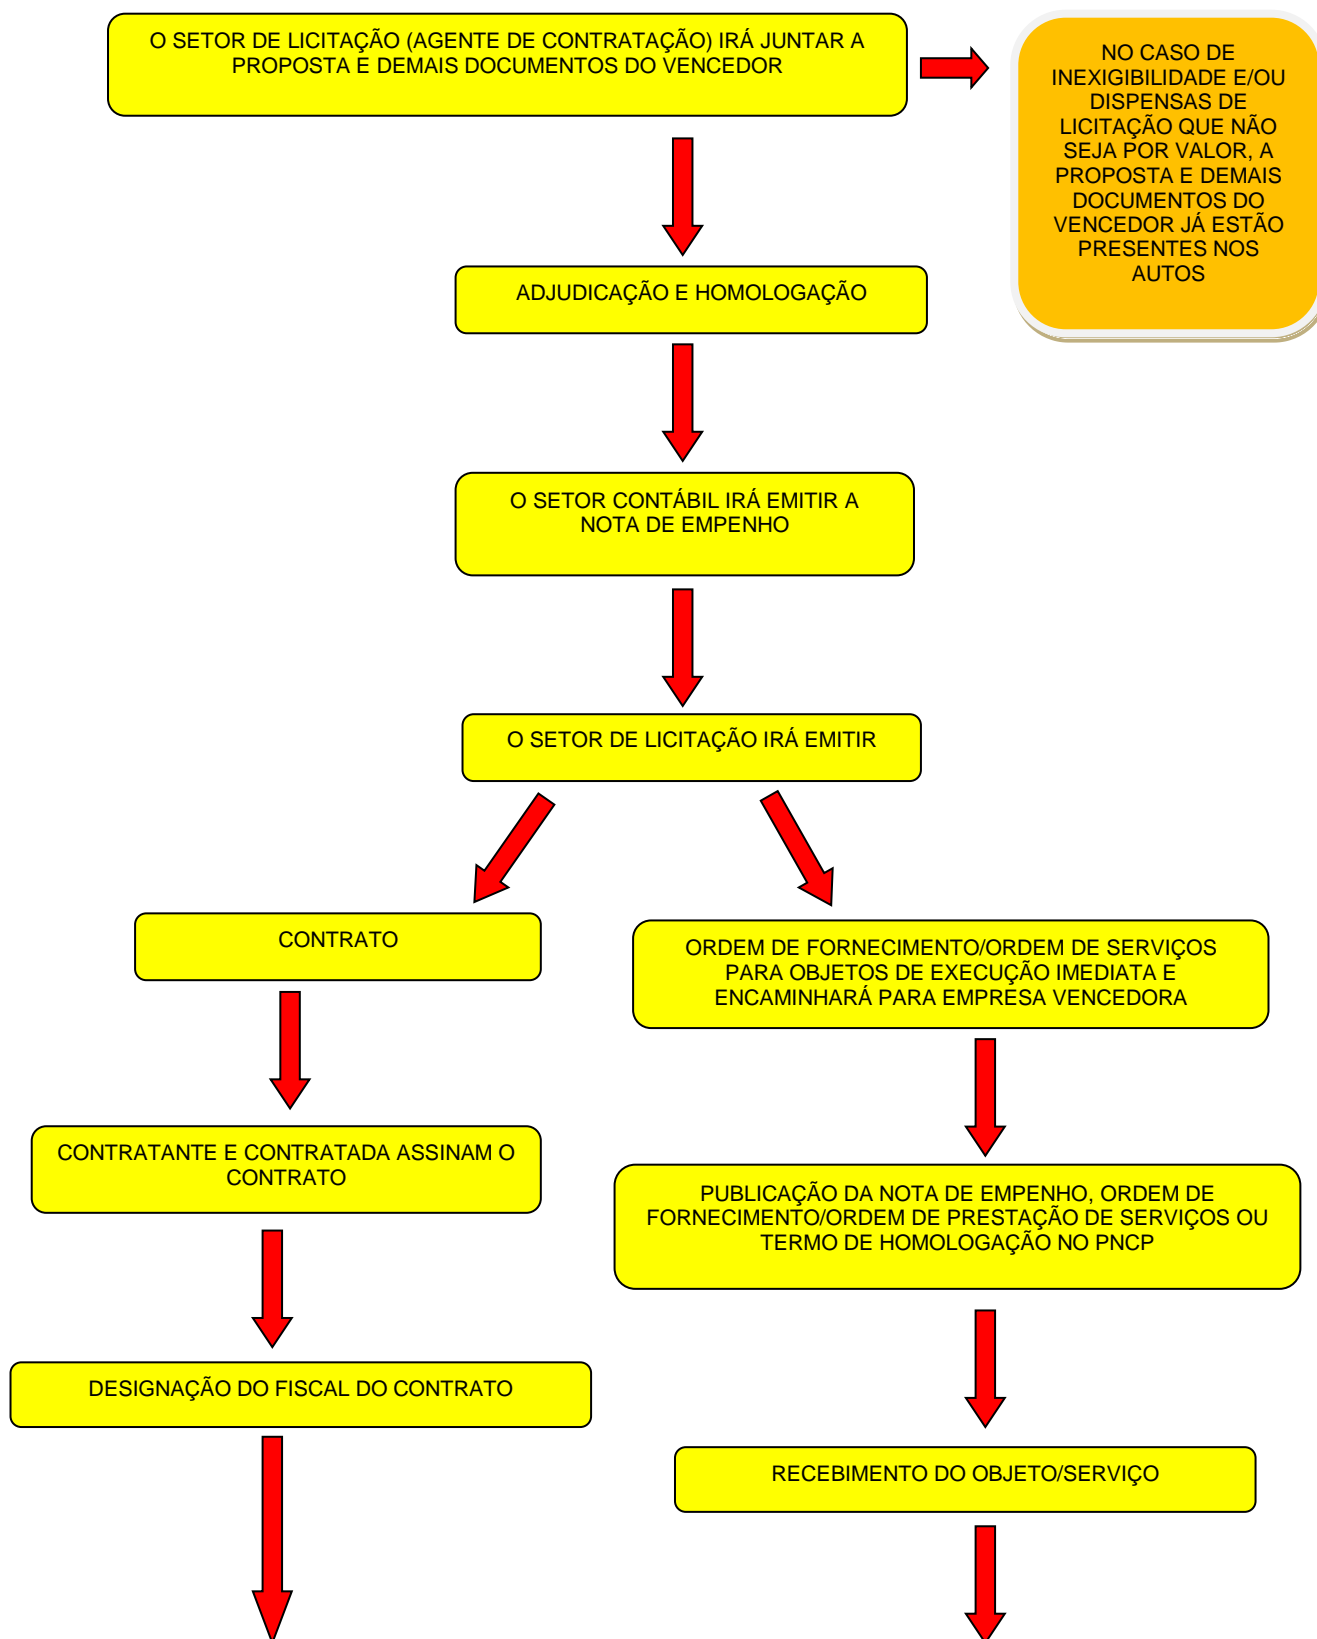 O SETOR DE LICITAÇÃO (AGENTE DE CONTRATAÇÃO) IRÁ JUNTAR A
PROPOSTA E DEMAIS DOCUMENTOS DO VENCEDOR
NO CASO DE
INEXIGIBILIDADE E/OU
DISPENSAS DE
LICITAÇÃO QUE NÃO
SEJA POR VALOR, A
PROPOSTA E DEMAIS
DOCUMENTOS DO
VENCEDOR JÁ ESTÃO
PRESENTES NOS
AUTOS
ADJUDICAÇÃO E HOMOLOGAÇÃO
O SETOR CONTÁBIL IRÁ EMITIR A
NOTA DE EMPENHO
O SETOR DE LICITAÇÃO IRÁ EMITIR
CONTRATO
ORDEM DE FORNECIMENTO/ORDEM DE SERVIÇOS
PARA OBJETOS DE EXECUÇÃO IMEDIATA E
ENCAMINHARÁ PARA EMPRESA VENCEDORA
CONTRATANTE E CONTRATADA ASSINAM O
CONTRATO
PUBLICAÇÃO DA NOTA DE EMPENHO, ORDEM DE
FORNECIMENTO/ORDEM DE PRESTAÇÃO DE SERVIÇOS OU
TERMO DE HOMOLOGAÇÃO NO PNCP
DESIGNAÇÃO DO FISCAL DO CONTRATO
RECEBIMENTO DO OBJETO/SERVIÇO